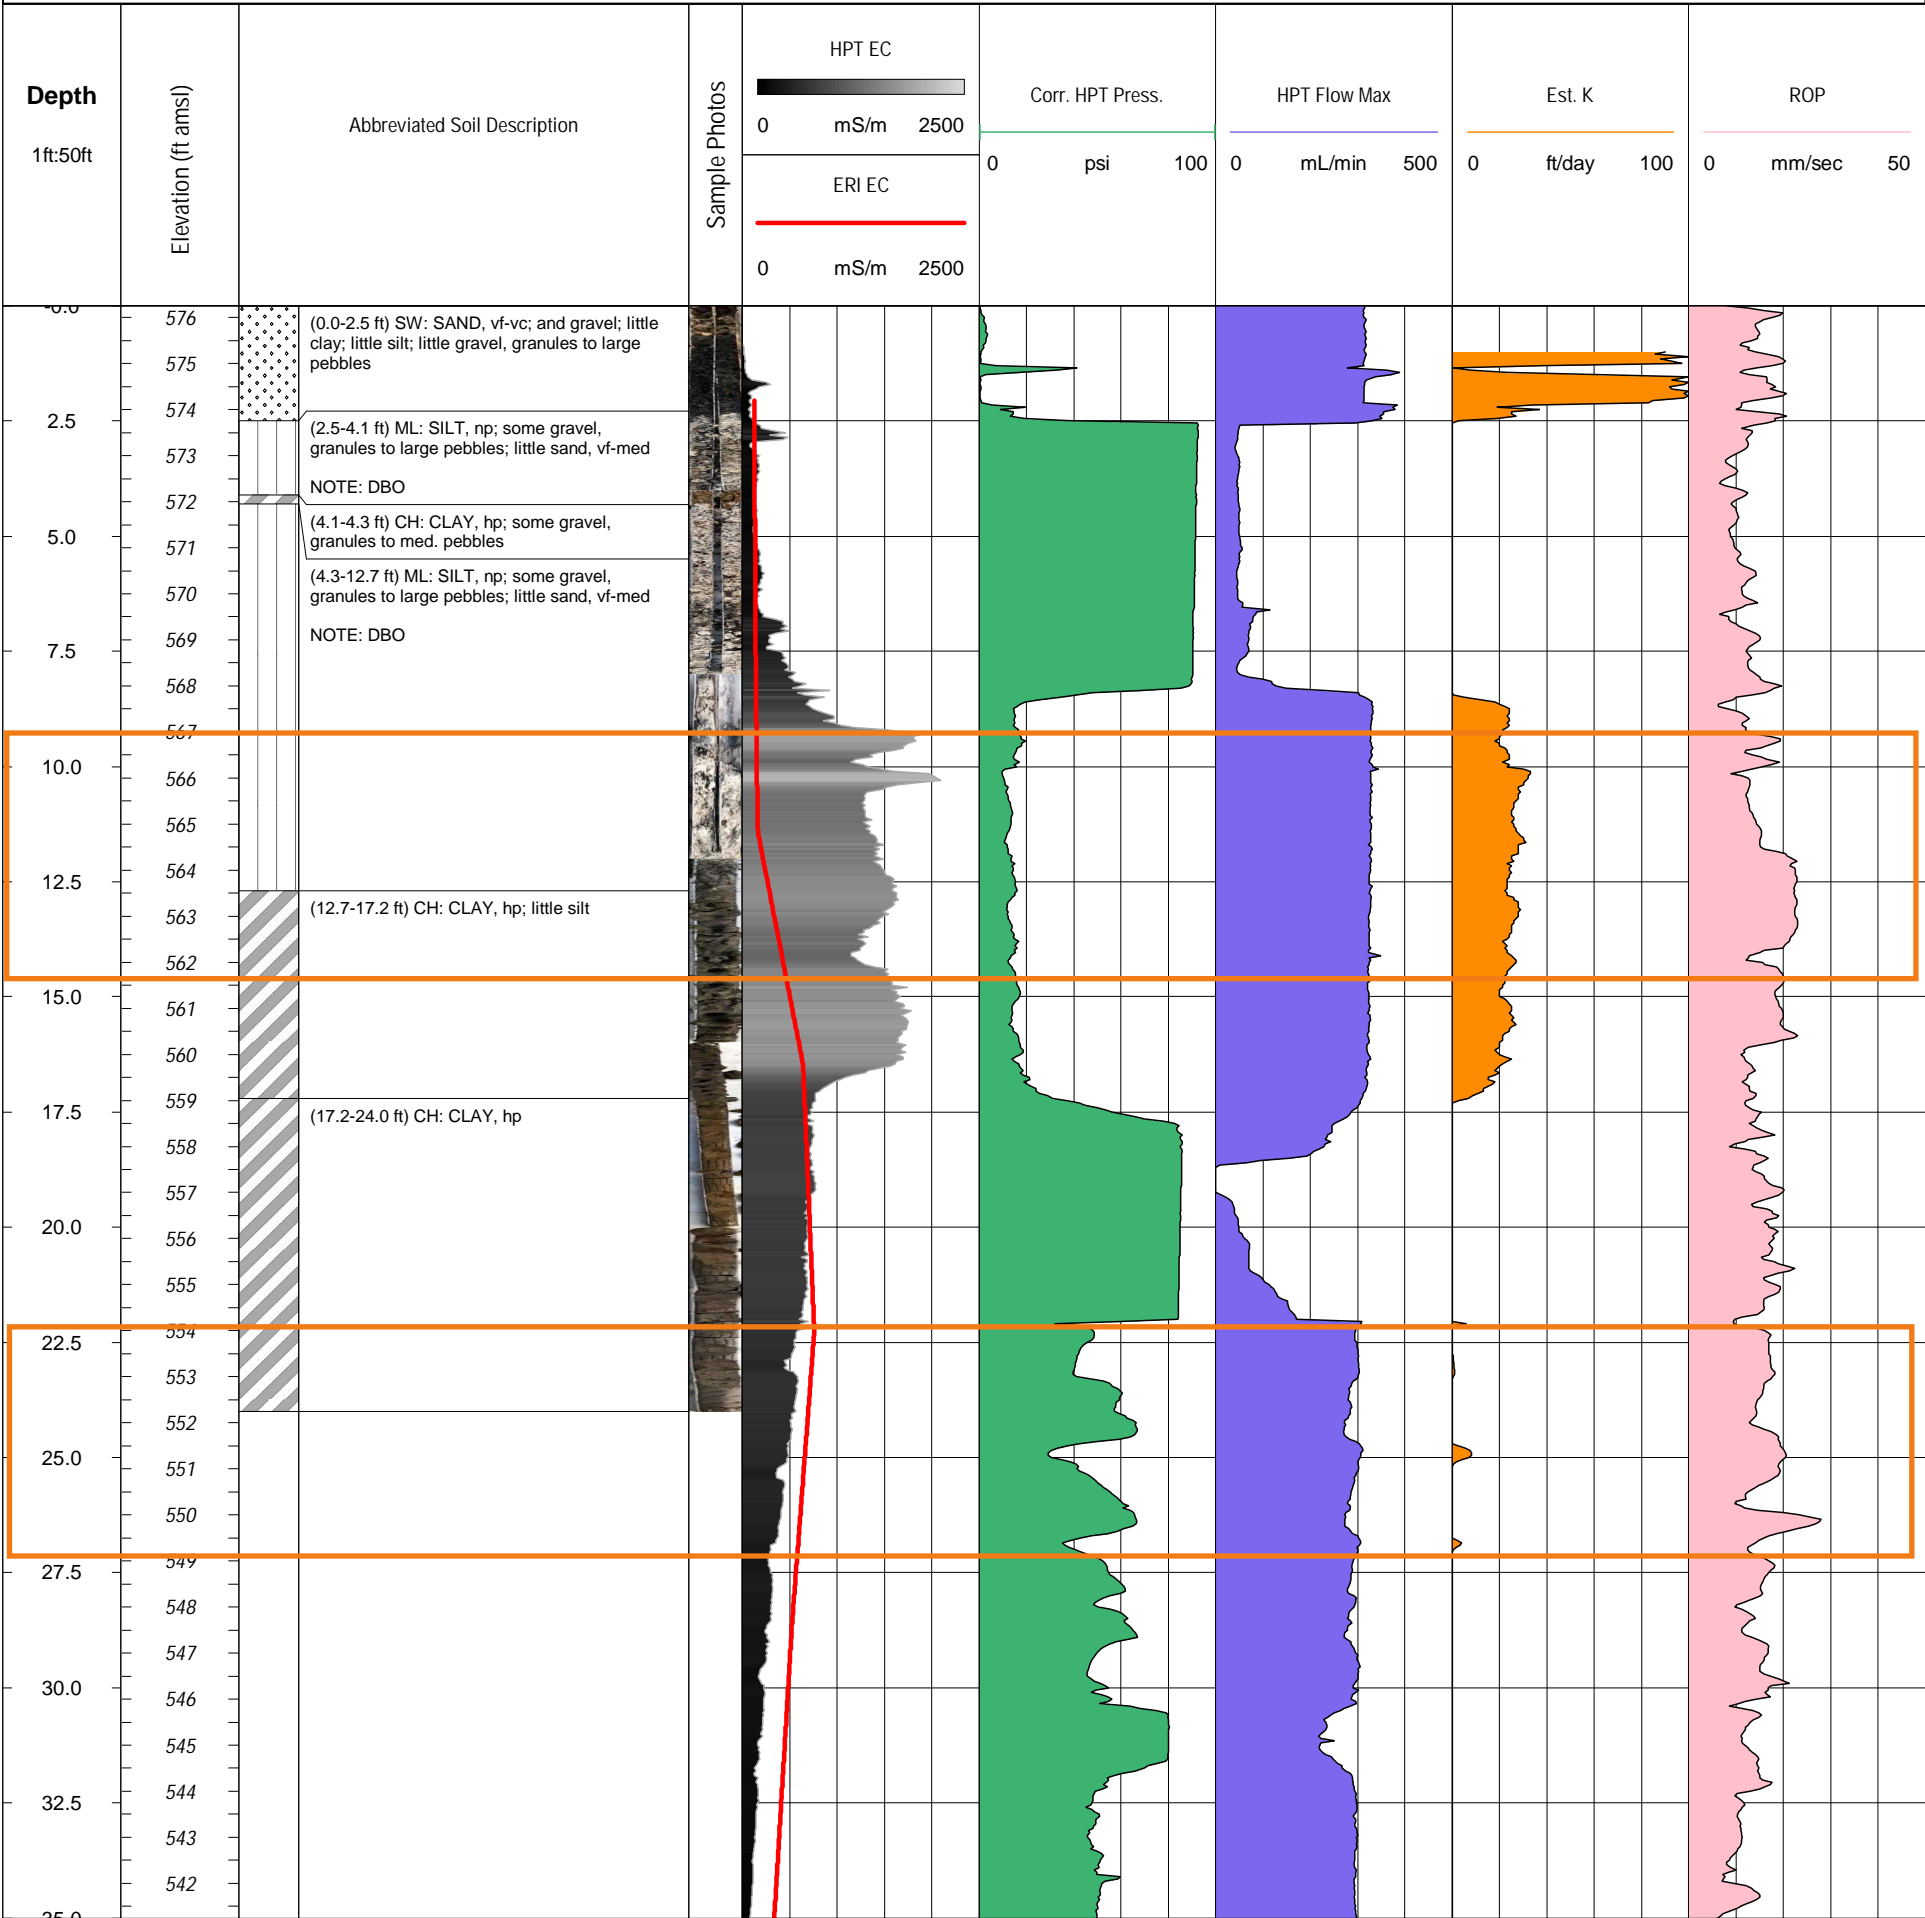 Depth
1ft:50ft
Elevation (ft amsl)
Abbreviated Soil Description
Sample Photos
HPT EC
0 mS/m 2500
ERI EC
0 mS/m 2500
Corr. HPT Press.
0 psi 100
HPT Flow Max
0 mL/min 500
Est. K
0 ft/day 100
ROP
0 mm/sec 50
-0.0
2.5
5.0
7.5
10.0
12.5
15.0
17.5
20.0
22.5
25.0
27.5
30.0
32.5
35.0
576
575
574
573
572
571
570
569
568
567
566
565
564
563
562
561
560
559
558
557
556
555
554
553
552
551
550
549
548
547
546
545
544
543
542
(0.0-2.5 ft) SW: SAND, vf-vc; and gravel; little
clay; little silt; little gravel, granules to large
pebbles
(2.5-4.1 ft) ML: SILT, np; some gravel,
granules to large pebbles; little sand, vf-med
NOTE: DBO
(4.1-4.3 ft) CH: CLAY, hp; some gravel,
granules to med. pebbles
(4.3-12.7 ft) ML: SILT, np; some gravel,
granules to large pebbles; little sand, vf-med
NOTE: DBO
(12.7-17.2 ft) CH: CLAY, hp; little silt
(17.2-24.0 ft) CH: CLAY, hp